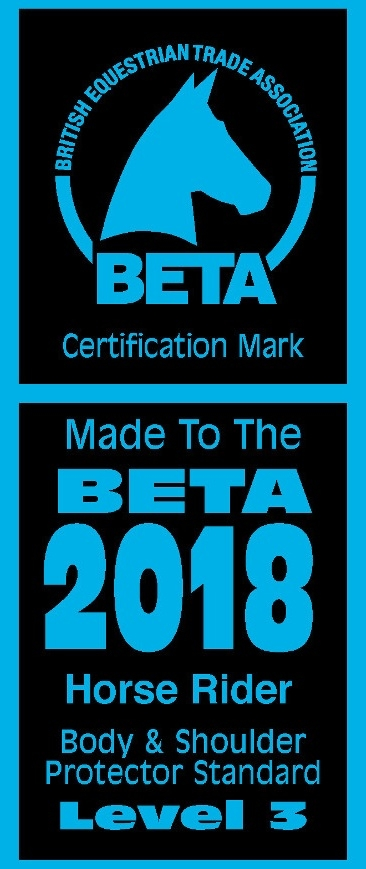 BRITISH EQUESTRIAN TRADE ASSOCIATION
BETA
Certification Mark
Made To The
BETA
2018
Horse Rider
Body & Shoulder
Protector Standard
Level 3